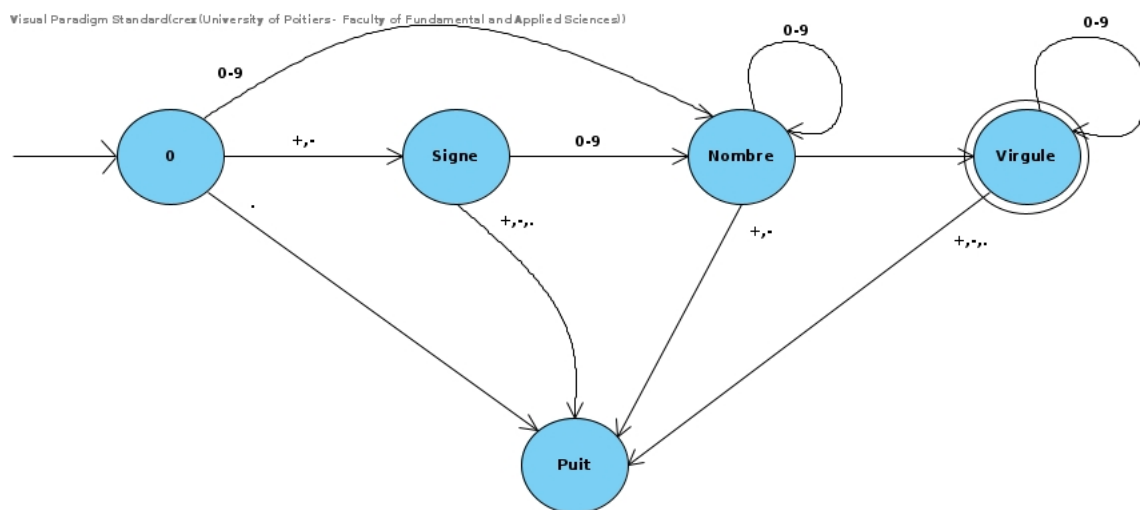 Visual Paradigm Standard(crex(University of Poitiers- Faculty of Fundamental and Applied Sciences))
0-9
0-9
0-9
+,-
0-9
0
Signe
Nombre
Virgule
.
+,-,.
+,-
+,-,.
Puit